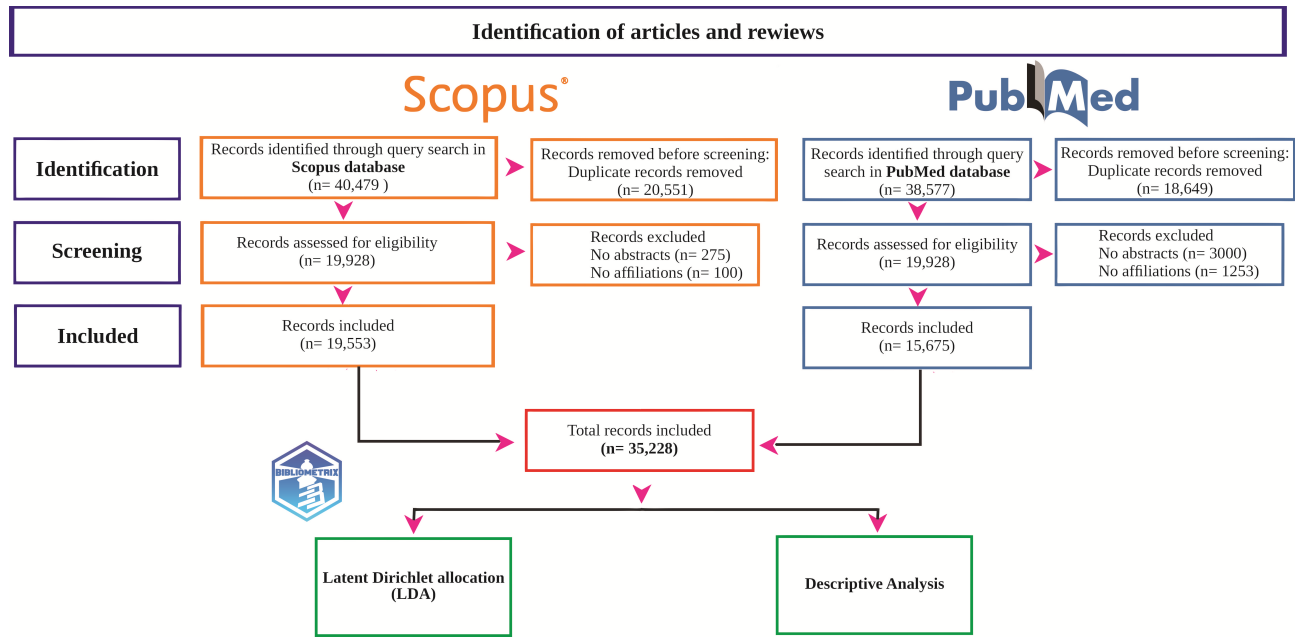 Identification of articles and rewiews
Scopus®
PubMed
Identification
Records identified through query search in
Scopus database
(n= 40,479 )
Records removed before screening:
Duplicate records removed
(n= 20,551)
Records identified through query
search in PubMed database
(n= 38,577)
Records removed before screening:
Duplicate records removed
(n= 18,649)
Screening
Records assessed for eligibility
(n= 19,928)
Records excluded
No abstracts (n= 275)
No affiliations (n= 100)
Records assessed for eligibility
(n= 19,928)
Records excluded
No abstracts (n= 3000)
No affiliations (n= 1253)
Included
Records included
(n= 19,553)
Records included
(n= 15,675)
Total records included
(n= 35,228)
BIBLIOMETRIX
Latent Dirichlet allocation
(LDA)
Descriptive Analysis